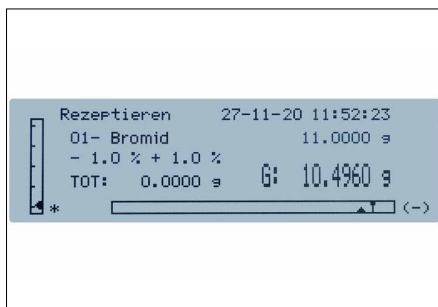 Rezeptieren 27-11-20 11:52:23
01- Bromid 11.0000 g
- 1.0 % + 1.0 %
TOT: 0.0000 g G: 10.4960 g
* (-)